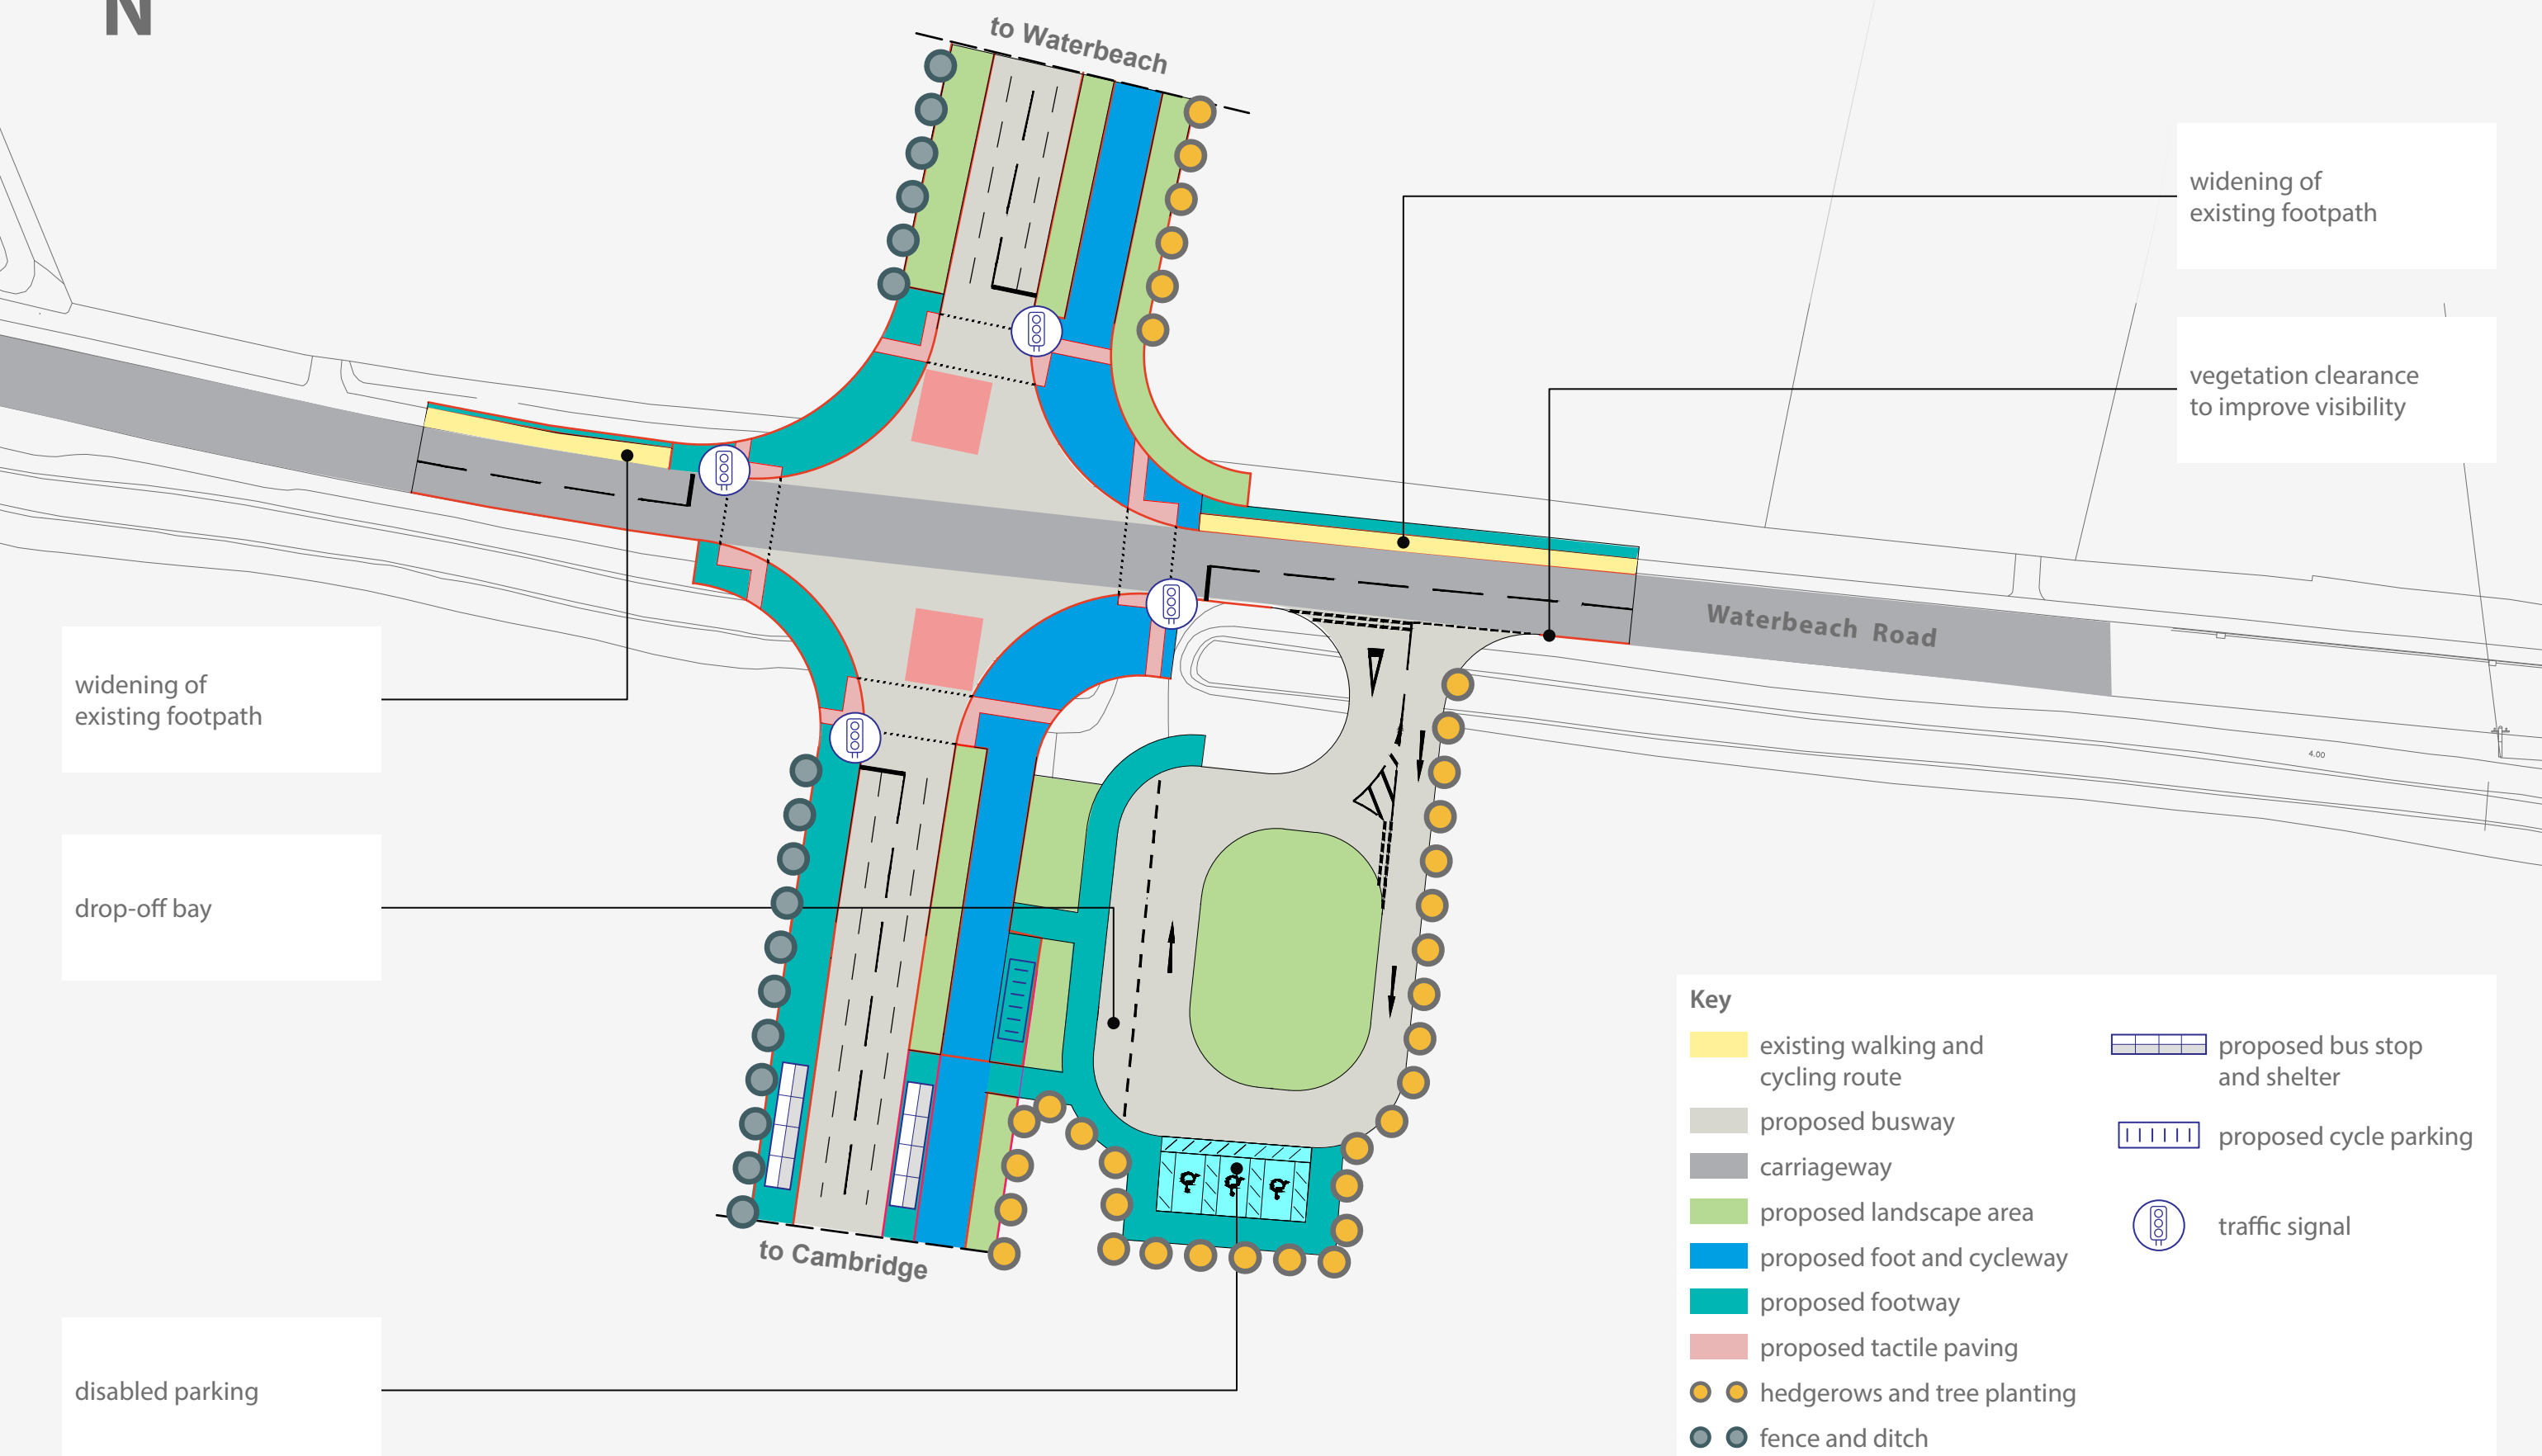 N
to Waterbeach
widening of
existing footpath
vegetation clearance
to improve visibility
Waterbeach Road
4.00
widening of
existing footpath
drop-off bay
to Cambridge
disabled parking
Key
existing walking and
cycling route
proposed busway
carriageway
proposed landscape area
proposed foot and cycleway
proposed footway
proposed tactile paving
hedgerows and tree planting
fence and ditch
proposed bus stop
and shelter
proposed cycle parking
traffic signal